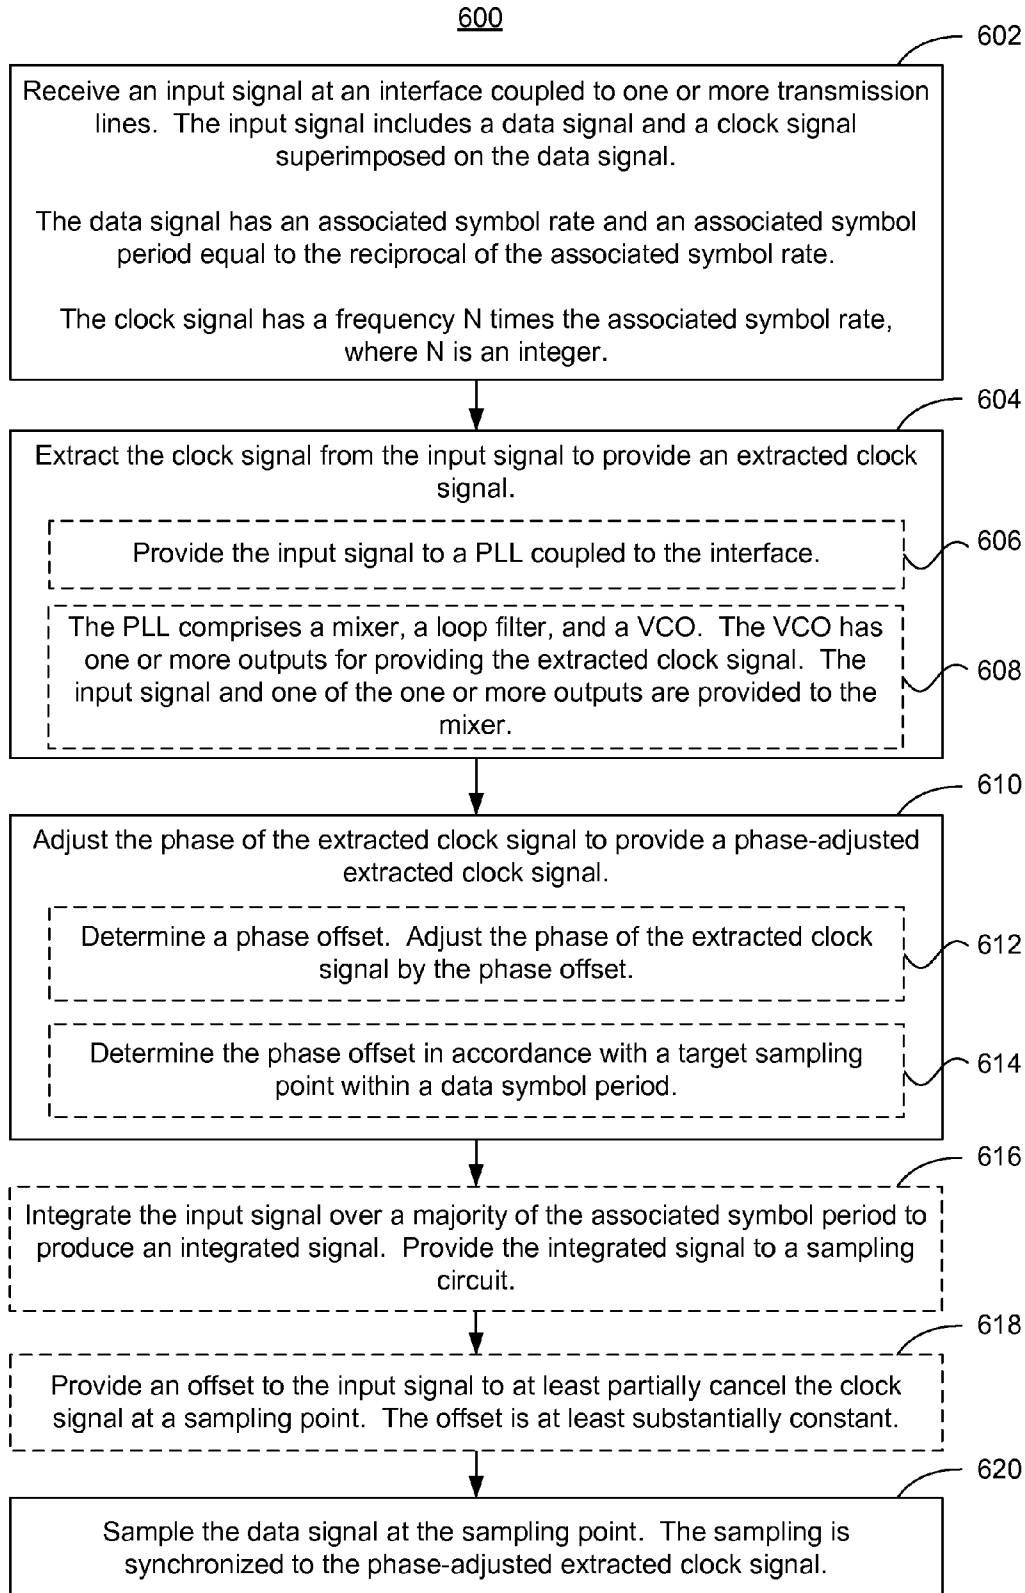 600
602
Receive an input signal at an interface coupled to one or more transmission
lines. The input signal includes a data signal and a clock signal
superimposed on the data signal.
The data signal has an associated symbol rate and an associated symbol
period equal to the reciprocal of the associated symbol rate.
The clock signal has a frequency N times the associated symbol rate,
where N is an integer.
604
Extract the clock signal from the input signal to provide an extracted clock
signal.
606
Provide the input signal to a PLL coupled to the interface.
The PLL comprises a mixer, a loop filter, and a VCO. The VCO has
one or more outputs for providing the extracted clock signal. The
input signal and one of the one or more outputs are provided to the
mixer.
608
610
Adjust the phase of the extracted clock signal to provide a phase-adjusted
extracted clock signal.
Determine a phase offset. Adjust the phase of the extracted clock
signal by the phase offset.
612
Determine the phase offset in accordance with a target sampling
point within a data symbol period.
614
616
Integrate the input signal over a majority of the associated symbol period to
produce an integrated signal. Provide the integrated signal to a sampling
circuit.
618
Provide an offset to the input signal to at least partially cancel the clock
signal at a sampling point. The offset is at least substantially constant.
620
Sample the data signal at the sampling point. The sampling is
synchronized to the phase-adjusted extracted clock signal.